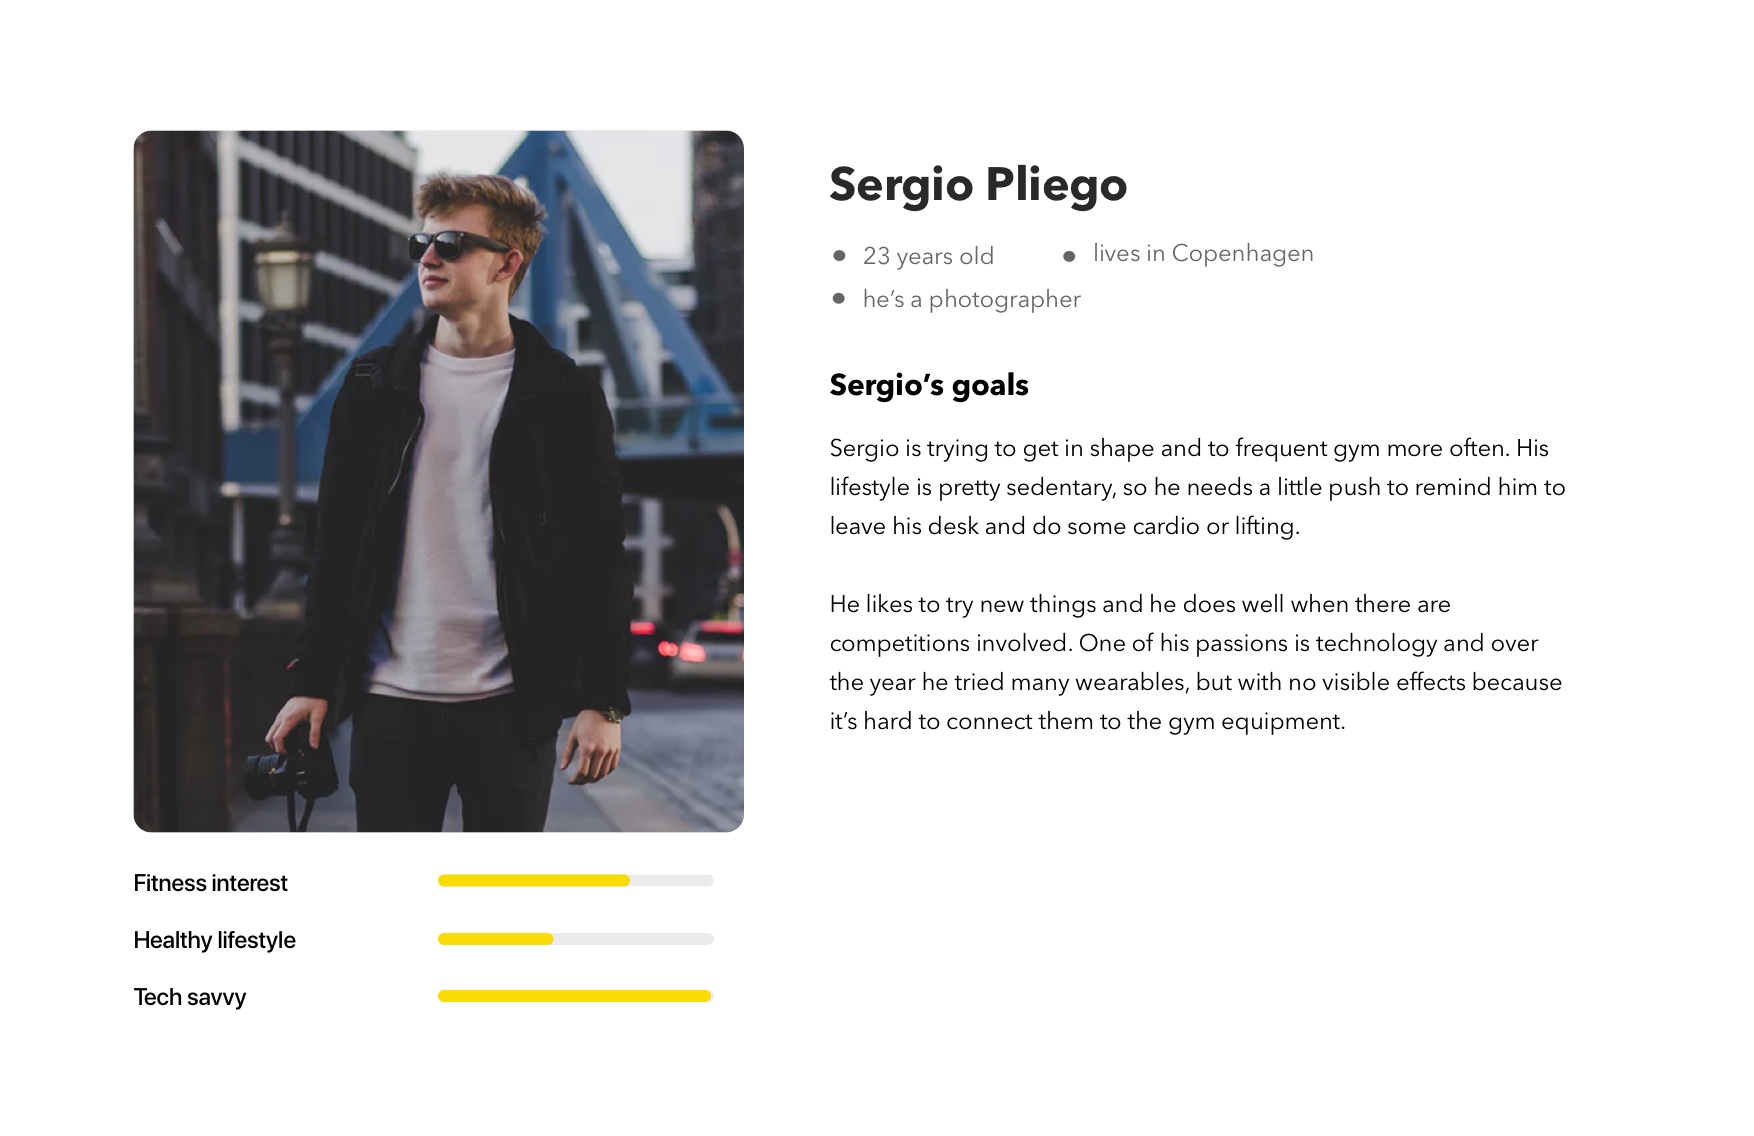 Sergio Pliego
23 years old
lives in Copenhagen
he’s a photographer
Sergio’s goals
Sergio is trying to get in shape and to frequent gym more often. His
lifestyle is pretty sedentary, so he needs a little push to remind him to
leave his desk and do some cardio or lifting.
He likes to try new things and he does well when there are
competitions involved. One of his passions is technology and over
the year he tried many wearables, but with no visible effects because
it’s hard to connect them to the gym equipment.
Fitness interest
Healthy lifestyle
Tech savvy